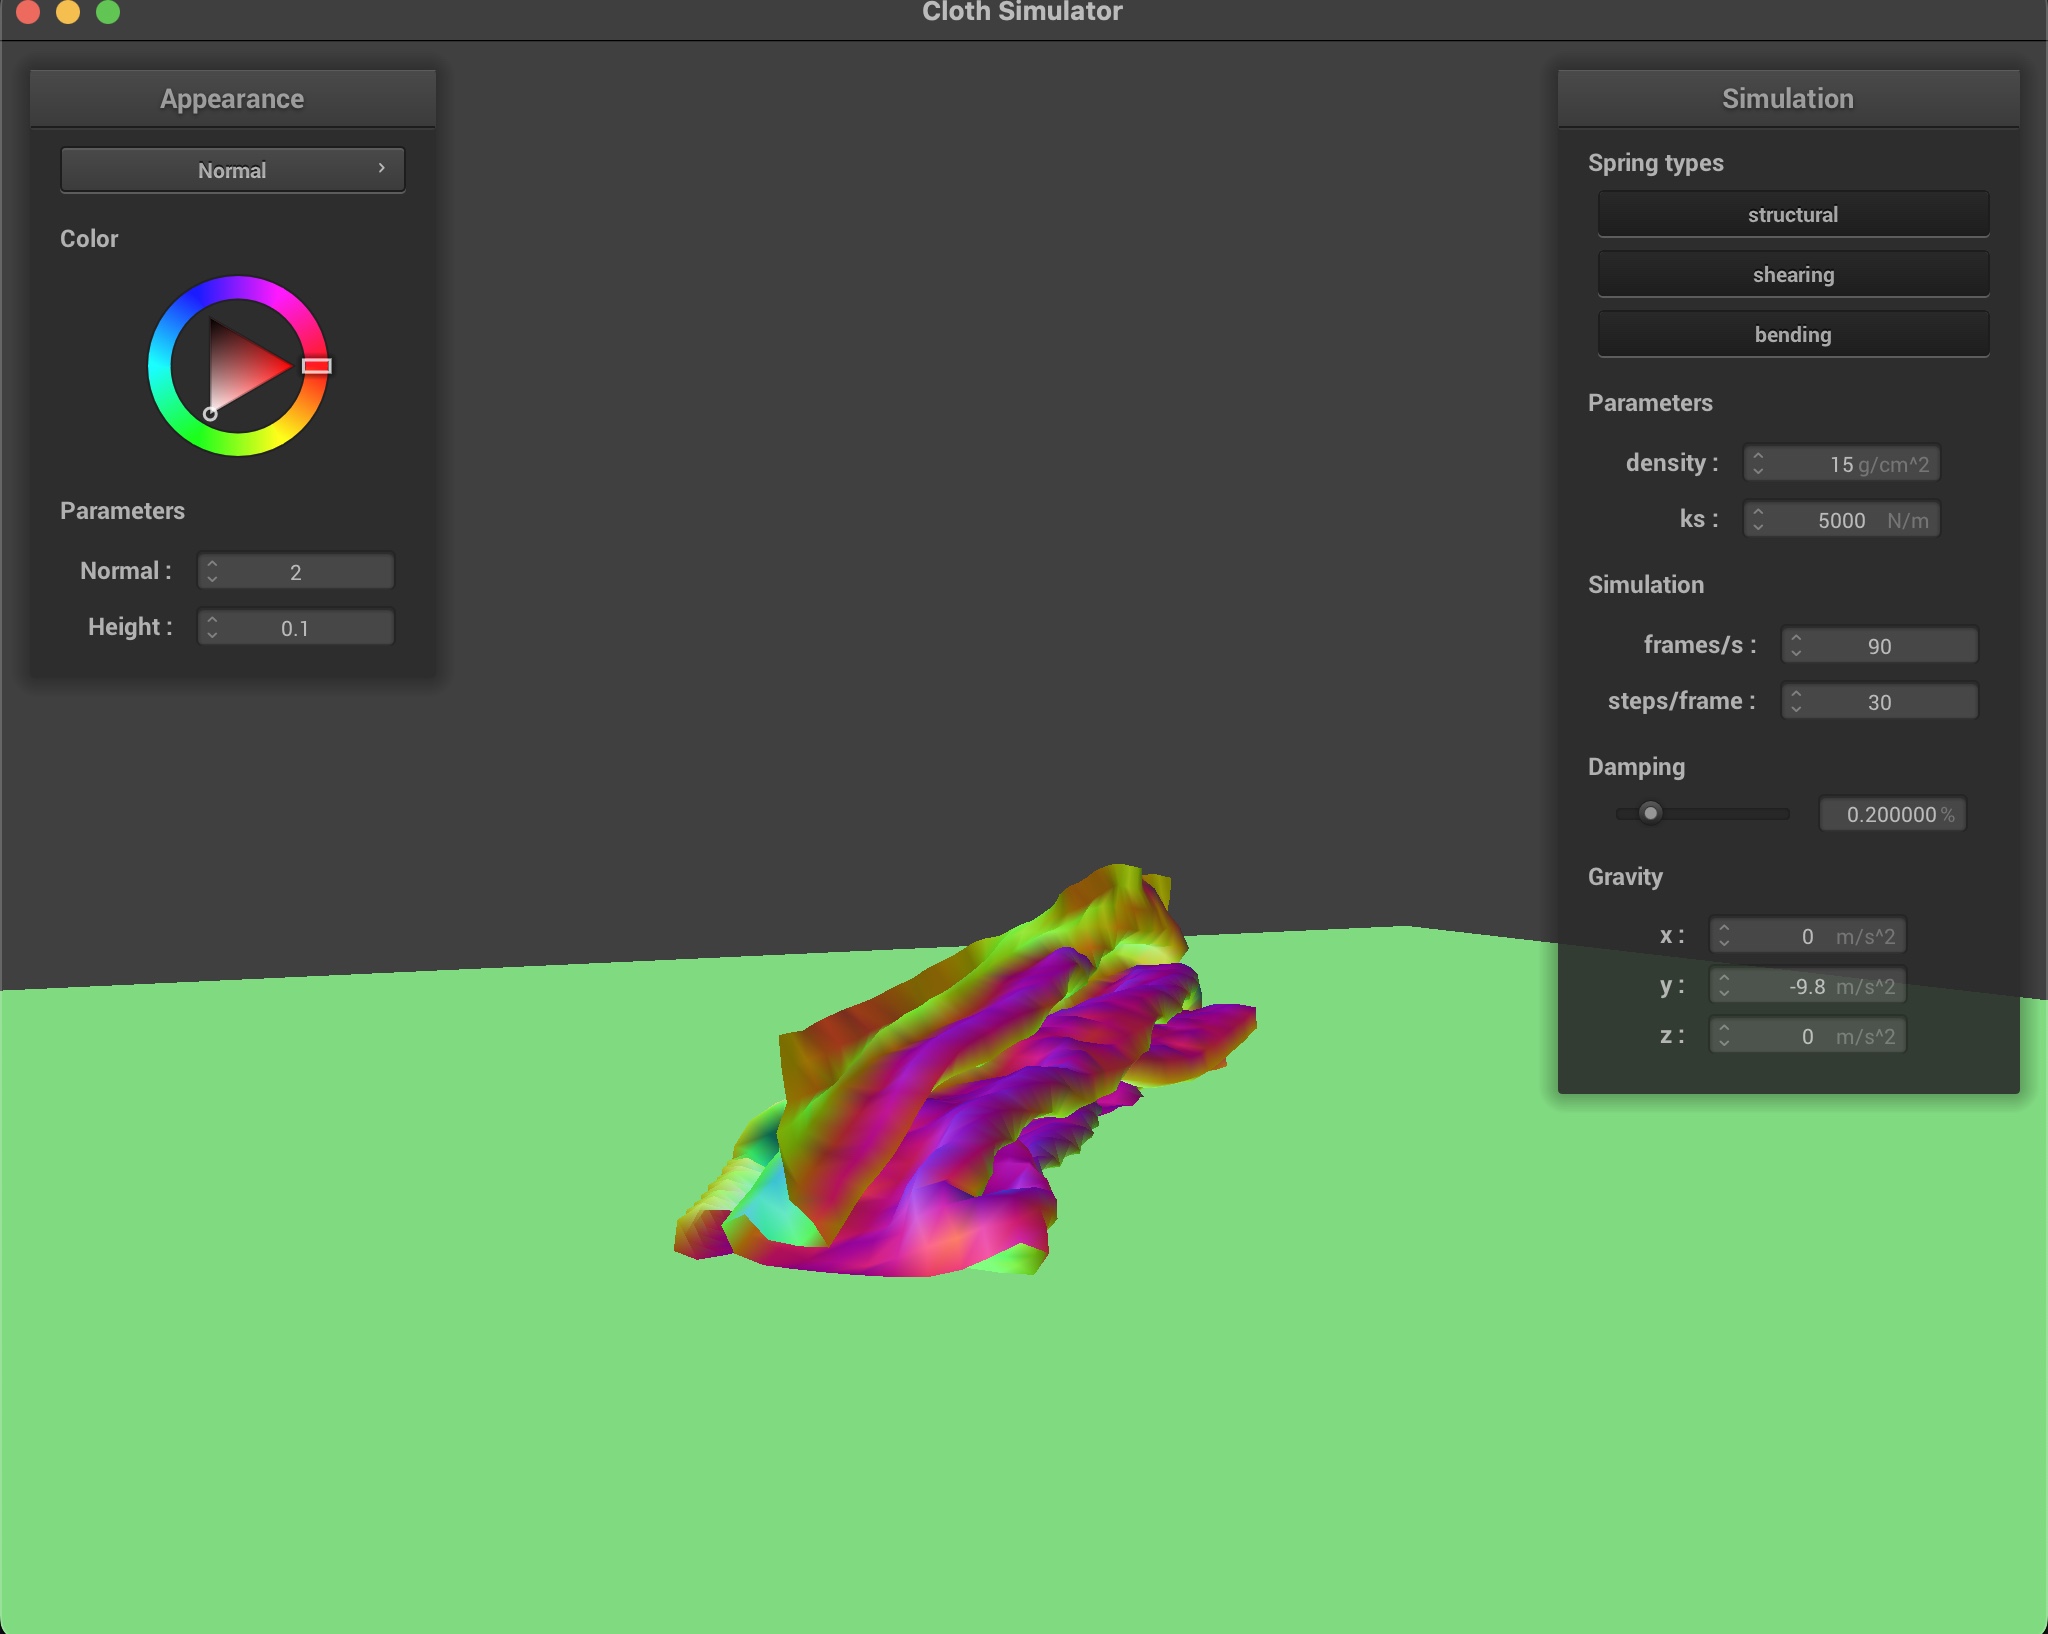 Cloth Simulator
Appearance
Normal
Color
Parameters
Normal : 2
Height : 0.1
Simulation
Spring types
structural
shearing
bending
Parameters
density : 15 g/cm^2
ks : 5000 N/m
Simulation
frames/s : 90
steps/frame : 30
Damping
0.200000 %
Gravity
x : 0 m/s^2
y : -9.8 m/s^2
z : 0 m/s^2